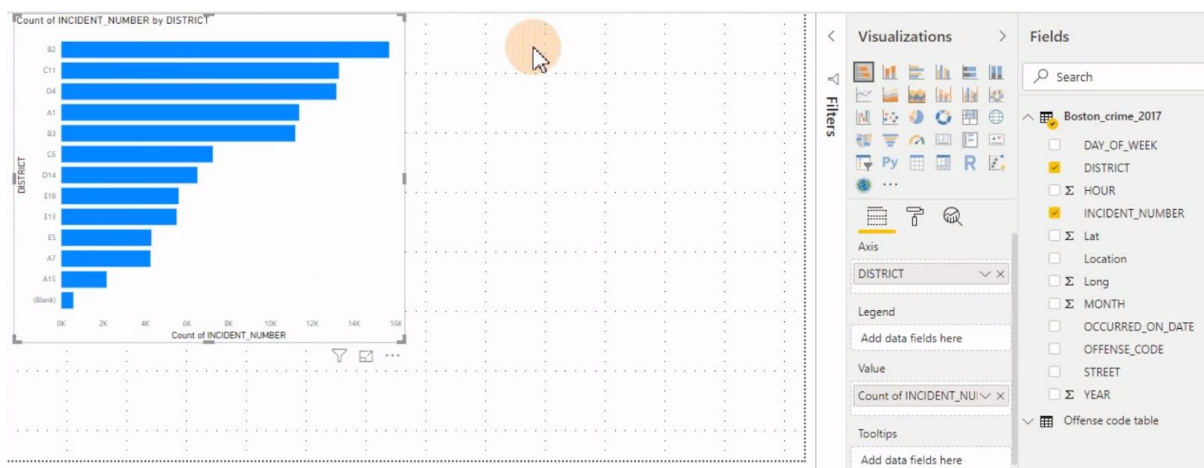 Count of INCIDENT_NUMBER by DISTRICT
B2
C11
D4
A1
B3
C6
D14
E18
E13
E5
A7
A15
(Blank)
DISTRICT
0K 2K 4K 6K 8K 10K 12K 14K 16K
Count of INCIDENT_NUMBER
Filters
Visualizations
Py
R
123
Axis
DISTRICT
Legend
Add data fields here
Value
Count of INCIDENT_NU
Tooltips
Add data fields here
Fields
Search
Boston_crime_2017
DAY_OF_WEEK
DISTRICT
Σ HOUR
INCIDENT_NUMBER
Σ Lat
Location
Σ Long
Σ MONTH
OCCURRED_ON_DATE
OFFENSE_CODE
STREET
Σ YEAR
Offense code table